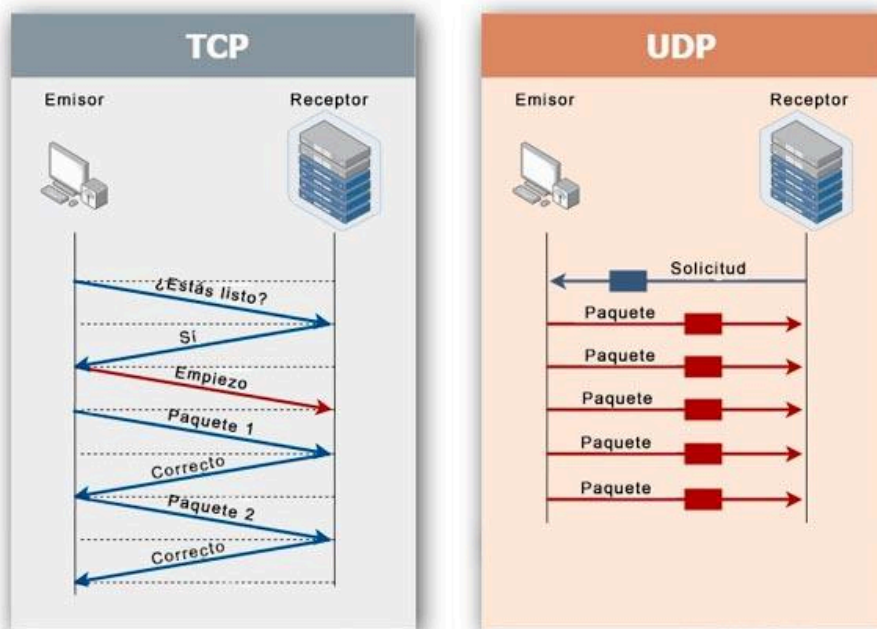 TCP
Emisor
Receptor
¿Estás listo?
Sí
Empiezo
Paquete 1
Correcto
Paquete 2
Correcto
UDP
Emisor
Receptor
Solicitud
Paquete
Paquete
Paquete
Paquete
Paquete